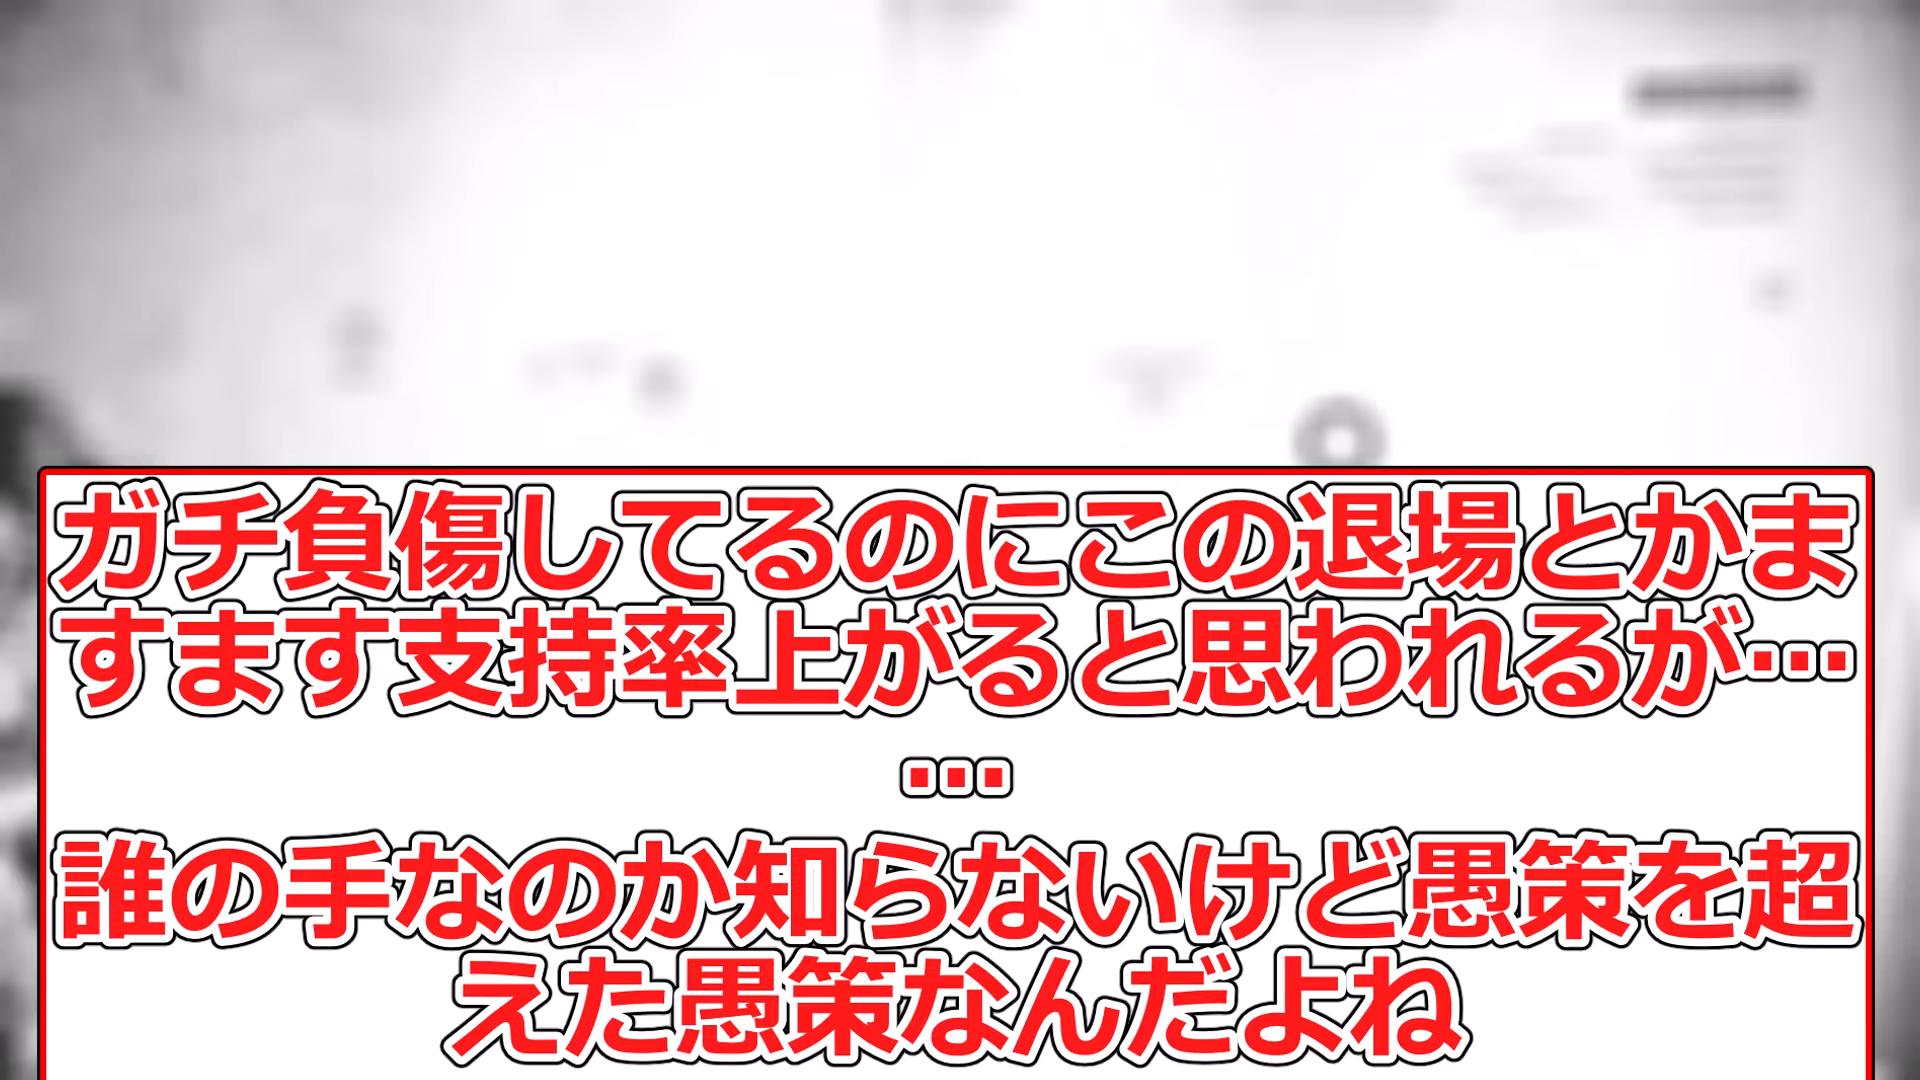 ガチ負傷してるのにこの退場とかま
すます支持率上がると思われるが…
…
誰の手なのか知らないけど愚策を超
えた愚策なんだよね